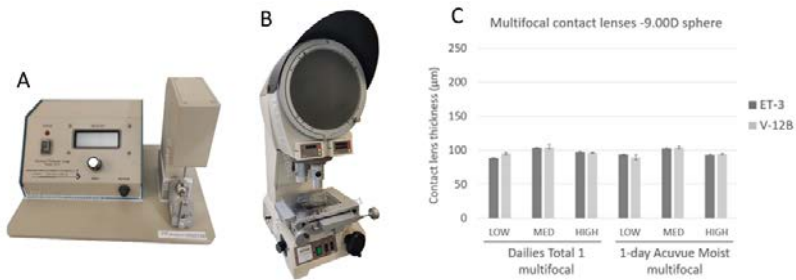 A
B
C
Multifocal contact lenses -9.00D sphere
Contact lens thickness (µm)
250
200
150
100
50
0
LOW MED HIGH LOW MED HIGH
Dailies Total 1 1-day Acuvue Moist
multifocal multifocal
ET-3
V-12B